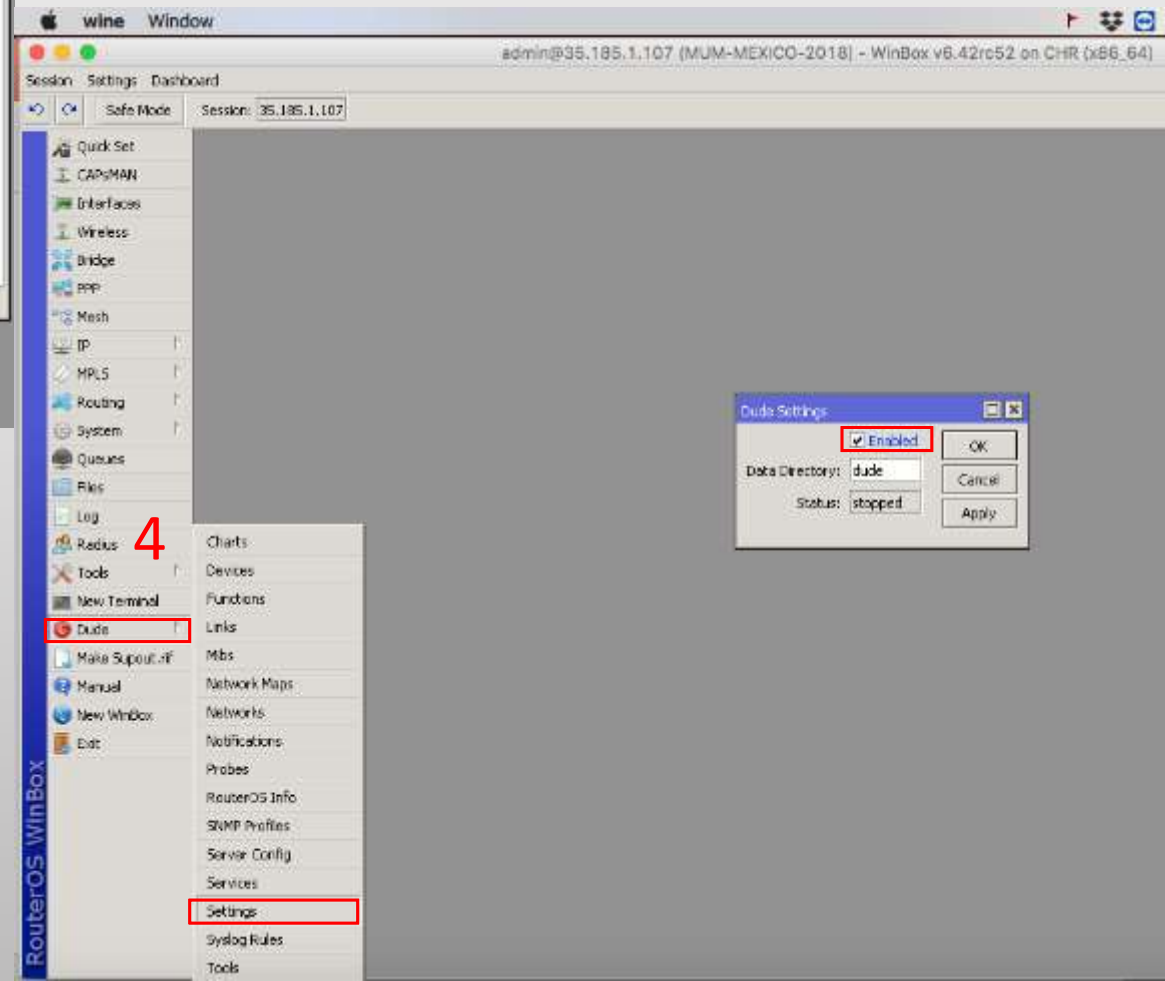 wine Window
admin@35.185.1.107 (MUM-MEXICO-2018) - WinBox v6.42rc52 on CHR (x86_64)
Session Settings Dashboard
Safe Mode Session: 35.185.1.107
Quick Set
CAPsMAN
Interfaces
Wireless
Bridge
PPP
Mesh
IP
MPLS
Routing
System
Queues
Files
Log
Radius
4
Tools
New Terminal
Dude
Make Supout.rif
Manual
New WinBox
Exit
RouterOS WinBox
Charts
Devices
Functions
Links
Mibs
Network Maps
Networks
Notifications
Probes
RouterOS Info
SNMP Profiles
Server Config
Services
Settings
Syslog Rules
Tools
Dude Settings
Enabled
OK
Data Directory: dude
Cancel
Status: stopped
Apply